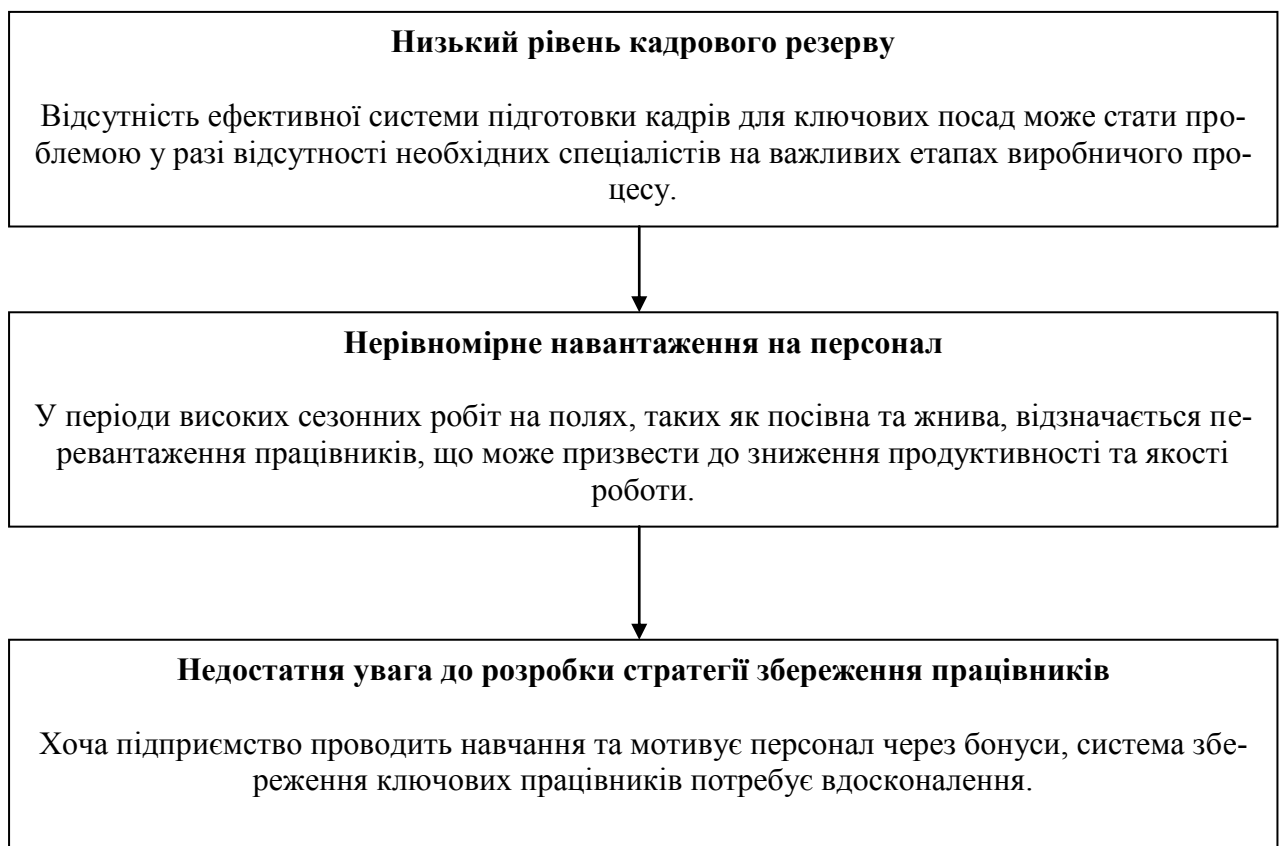 Низький рівень кадрового резерву
Відсутність ефективної системи підготовки кадрів для ключових посад може стати про-
блемою у разі відсутності необхідних спеціалістів на важливих етапах виробничого про-
цесу.
Нерівномірне навантаження на персонал
У періоди високих сезонних робіт на полях, таких як посівна та жнива, відзначається пе-
ревантаження працівників, що може призвести до зниження продуктивності та якості
роботи.
Недостатня увага до розробки стратегії збереження працівників
Хоча підприємство проводить навчання та мотивує персонал через бонуси, система збе-
реження ключових працівників потребує вдосконалення.